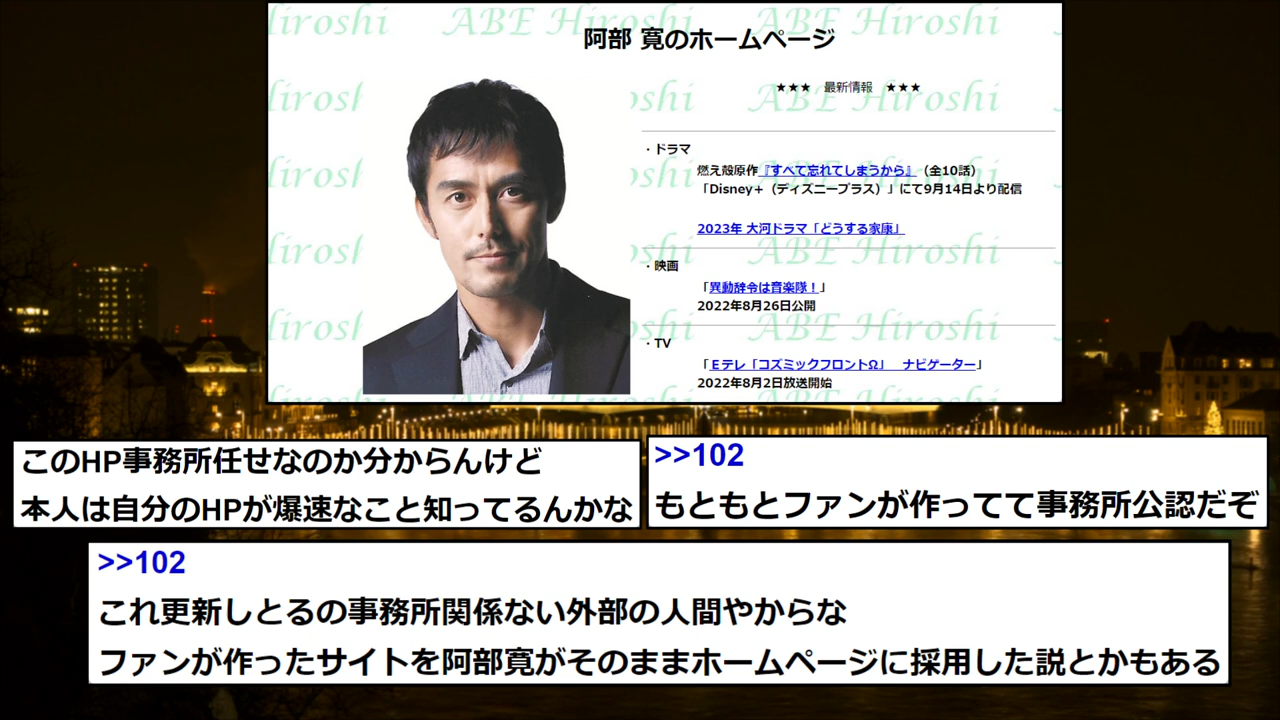 ABE Hiroshi
阿部 寛のホームページ
★★★ 最新情報 ★★★
・ドラマ
燃え殻原作『すべて忘れてしまうから』(全10話)
「Disney+(ディズニープラス)」にて9月14日より配信
2023年 大河ドラマ「どうする家康」
・映画
「異動辞令は音楽隊!」
2022年8月26日公開
・TV
「Eテレ「コズミックフロントΩ」 ナビゲーター」
2022年8月2日放送開始
このHP事務所任せなのか分からんけど
本人は自分のHPが爆速なこと知ってるんかな
>>102
もともとファンが作ってて事務所公認だぞ
>>102
これ更新しとるの事務所関係ない外部の人間やからな
ファンが作ったサイトを阿部寛がそのままホームページに採用した説とかもある